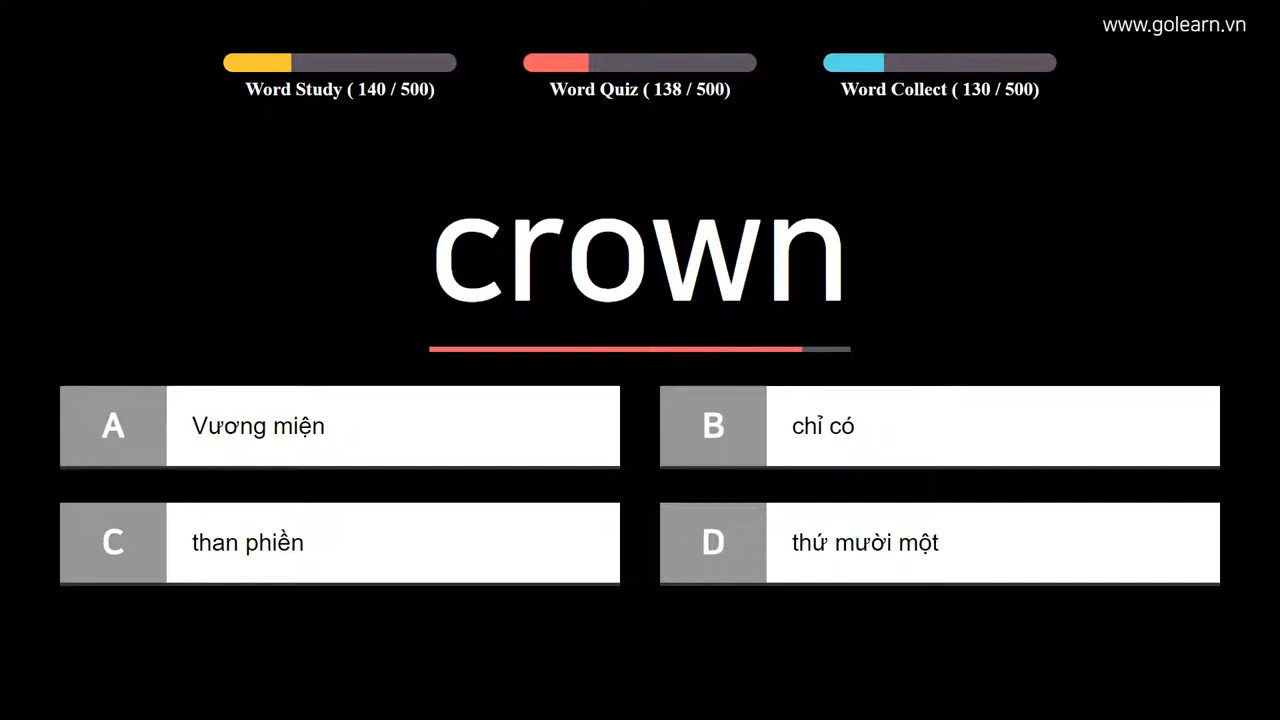 www.golearn.vn
Word Study ( 140 / 500)
Word Quiz ( 138 / 500)
Word Collect ( 130 / 500)
crown
A Vương miện
B chỉ có
C than phiền
D thứ mười một